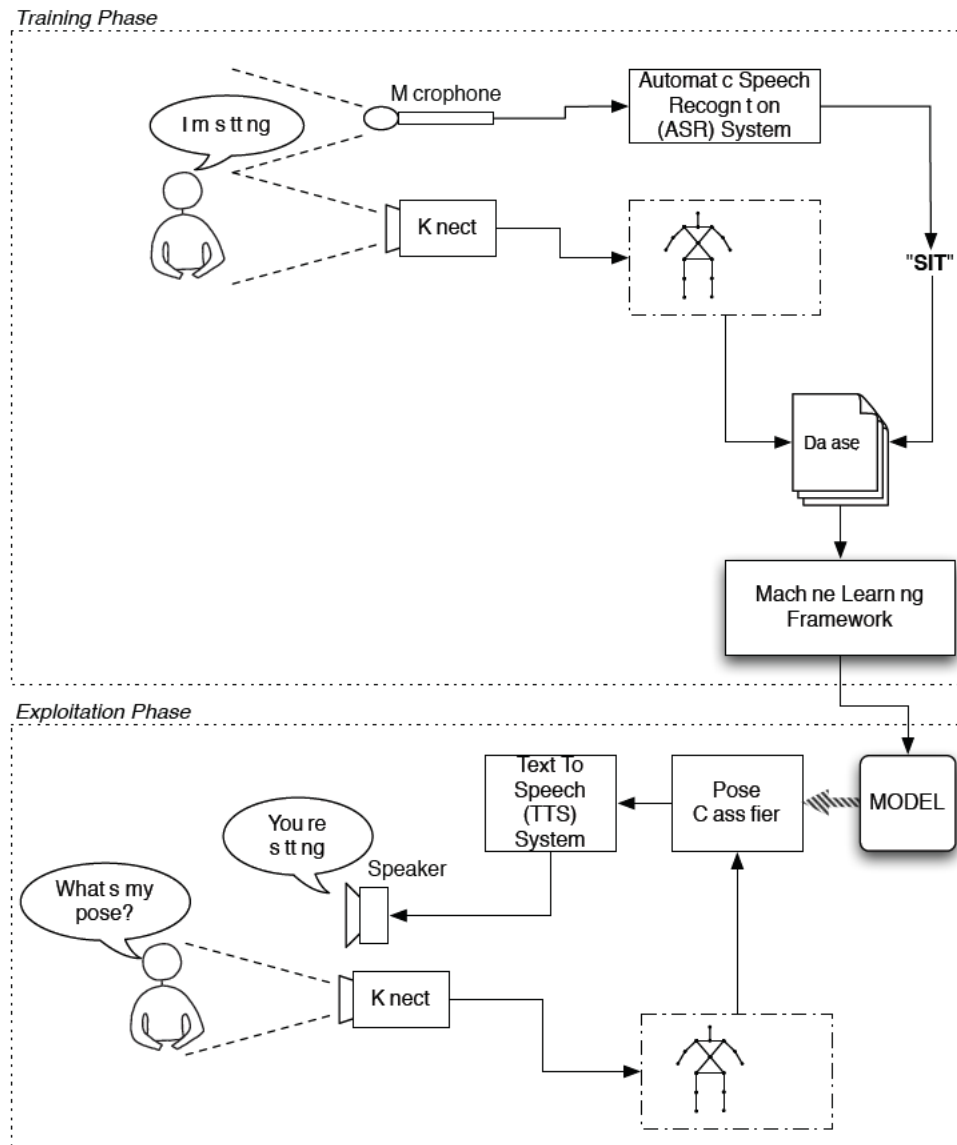 Training Phase
M crophone
Automat c Speech
Recogn t on
(ASR) System
I m s tt ng
K nect
"SIT"
Da ase
Mach ne Learn ng
Framework
Exploitation Phase
Text To
Speech
(TTS)
System
Pose
C ass fier
MODEL
You re
s tt ng
Speaker
What s my
pose?
K nect